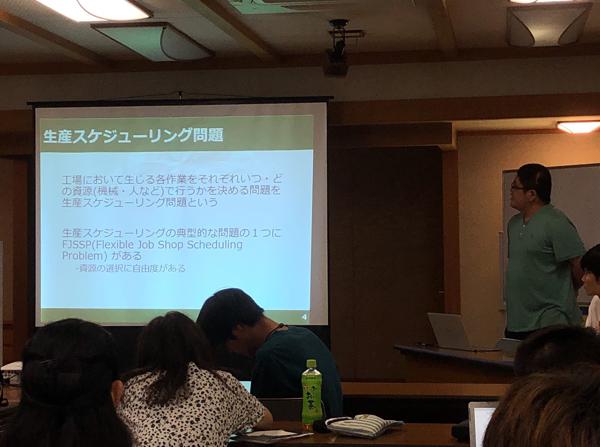 生産スケジューリング問題
工場において生じる各作業をそれぞれいつ・ど
の資源(機械・人など)で行うかを決める問題を
生産スケジューリング問題という
生産スケジューリングの典型的な問題の１つに
FJSSP(Flexible Job Shop Scheduling
Problem) がある
-資源の選択に自由度がある
4